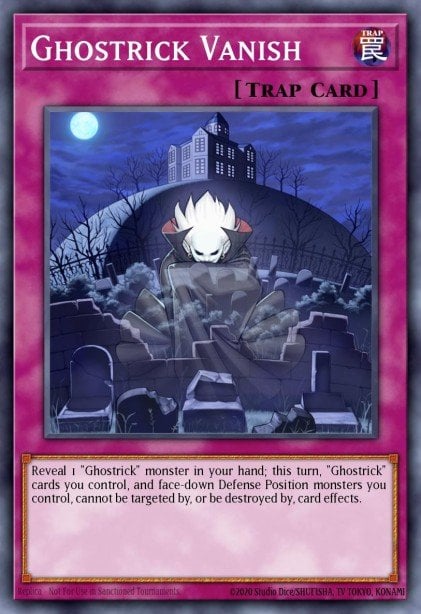 GHOSTRICK VANISH
TRAP
罠
[TRAP CARD]
Reveal 1 "Ghostrick" monster in your hand; this turn, "Ghostrick"
cards you control, and face-down Defense Position monsters you
control, cannot be targeted by, or be destroyed by, card effects.
Replica - Not For Use in Sanctioned Tournaments
©2020 Studio Dice/SHUEISHA, TV TOKYO, KONAMI